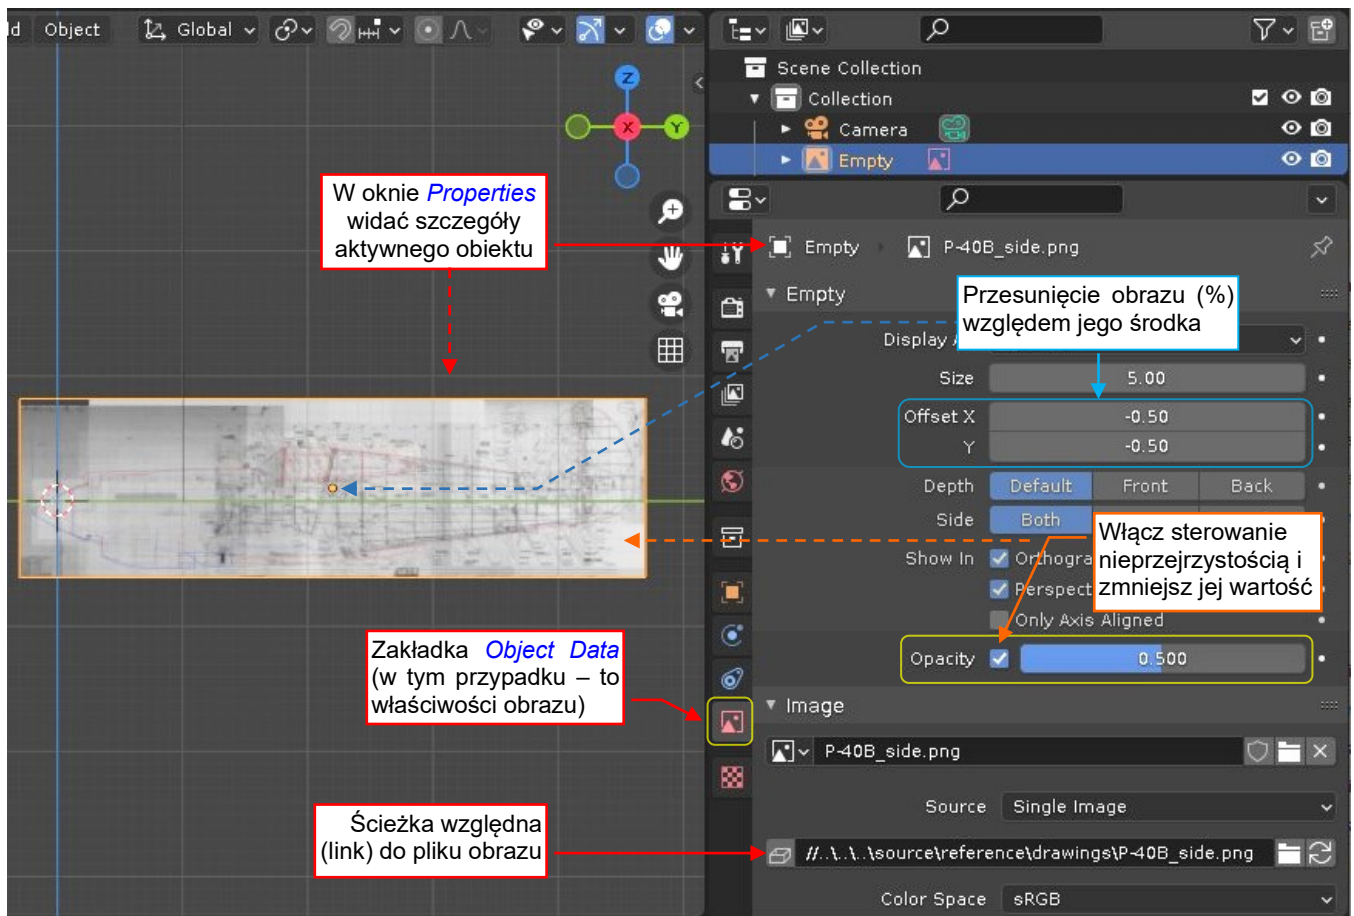 Object
Global
Scene Collection
Collection
Camera
Empty
Z
X
Y
W oknie Properties
widać szczegóły
aktywnego obiektu
Empty
P-40B_side.png
Empty
Przesunięcie obrazu (%)
względem jego środka
Display
Size
5.00
Offset X
-0.50
Y
-0.50
Depth
Default
Front
Back
Side
Both
Włącz sterowanie
nieprzejrzystością i
zmniejsz jej wartość
Show In
Orthogra
Perspect
Only Axis Aligned
Zakładka Object Data
(w tym przypadku – to
właściwości obrazu)
Opacity
0.500
Image
P-40B_side.png
Source
Single Image
Ścieżka względna
(link) do pliku obrazu
//..\..\..\source\reference\drawings\P-40B_side.png
Color Space
sRGB